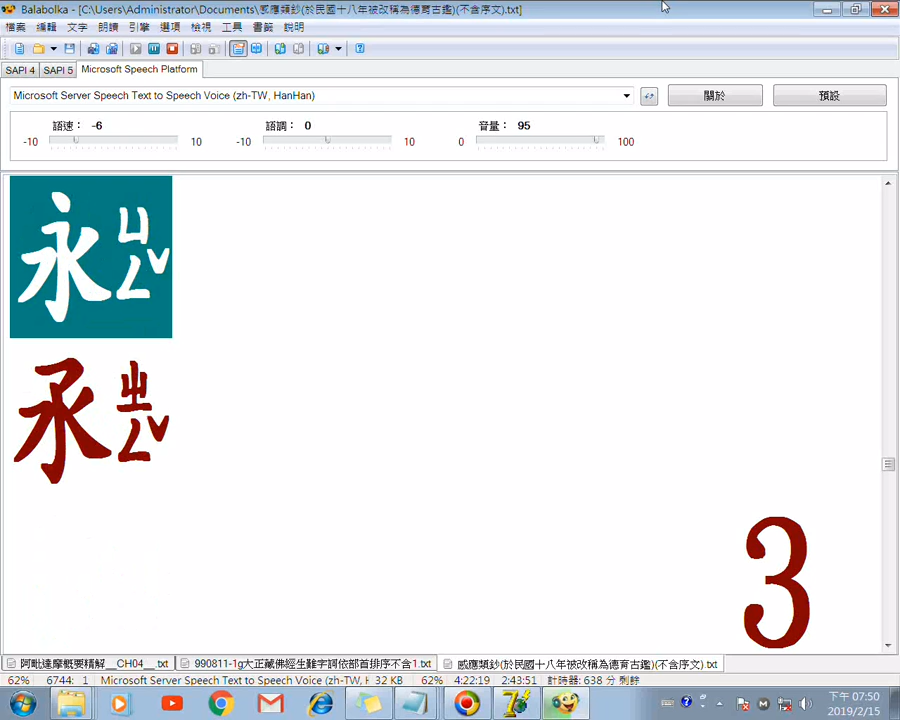 Balabolka - [C:\Users\Administrator\Documents\感應類鈔(於民國十八年被改稱為德育古鑑)(不含序文).txt]
檔案 編輯 文字 朗讀 引擎 選項 檢視 工具 書籤 說明
SAPI 4 SAPI 5 Microsoft Speech Platform
Microsoft Server Speech Text to Speech Voice (zh-TW, HanHan) 關於 預設
語速： -6 語調： 0 音量： 95
-10 10 -10 10 0 100
永ㄩㄥˇ
永ㄓㄥˇ
3
阿毗達摩概要精解__CH04__.txt 990811-1g大正藏佛經生難字詞依部首排序不含1.txt 感應類鈔(於民國十八年被改稱為德育古鑑)(不含序文).txt
62% 6744: 1 Microsoft Server Speech Text to Speech Voice (zh-TW, H 32 KB 62% 4:22:19 2:43:51 計時器: 638 分 剩餘
下午 07:50
2019/2/15